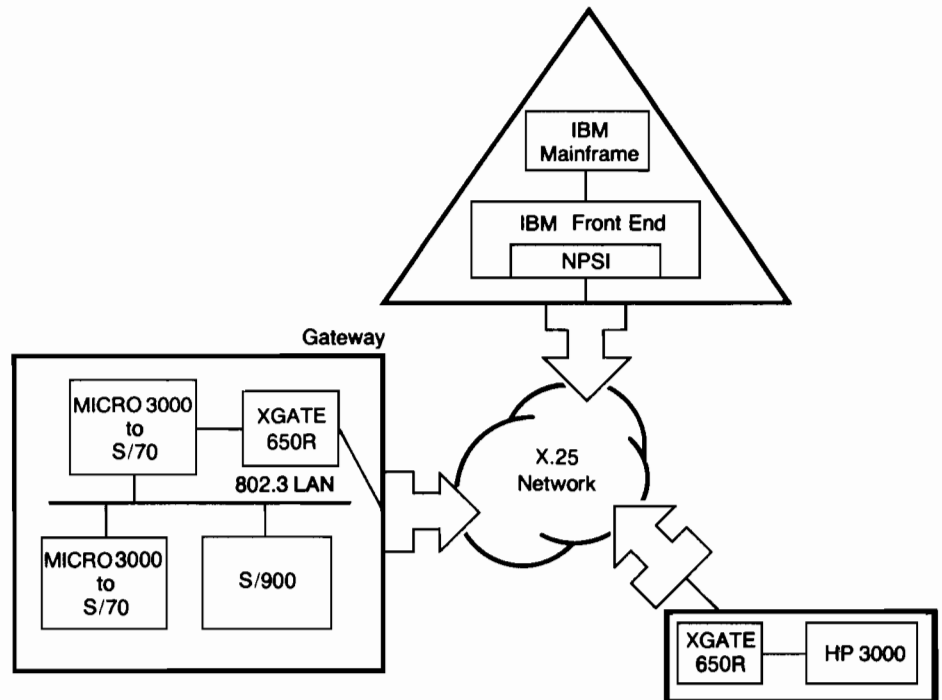 IBM
Mainframe
IBM Front End
NPSI
Gateway
MICRO 3000
to
S/70
XGATE
650R
802.3 LAN
MICRO 3000
to
S/70
S/900
X.25
Network
XGATE
650R
HP 3000